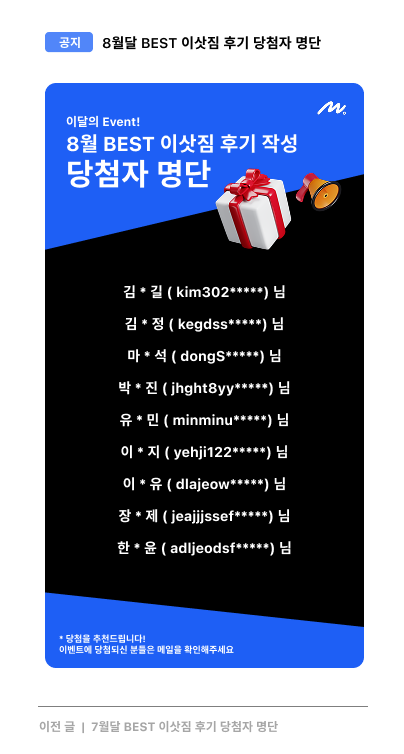 공지 8월달 BEST 이삿짐 후기 당첨자 명단
이달의 Event!
8월 BEST 이삿짐 후기 작성
당첨자 명단
김 * 길 ( kim302*****) 님
김 * 정 ( kegdss*****) 님
마 * 석 ( dongS*****) 님
박 * 진 ( jhght8yy*****) 님
유 * 민 ( minminu*****) 님
이 * 지 ( yehji122*****) 님
이 * 유 ( dlajeow*****) 님
장 * 제 ( jeajjjssef*****) 님
한 * 윤 ( adljeodsf*****) 님
* 당첨을 추천드립니다!
이벤트에 당첨되신 분들은 메일을 확인해주세요
이전 글 | 7월달 BEST 이삿짐 후기 당첨자 명단